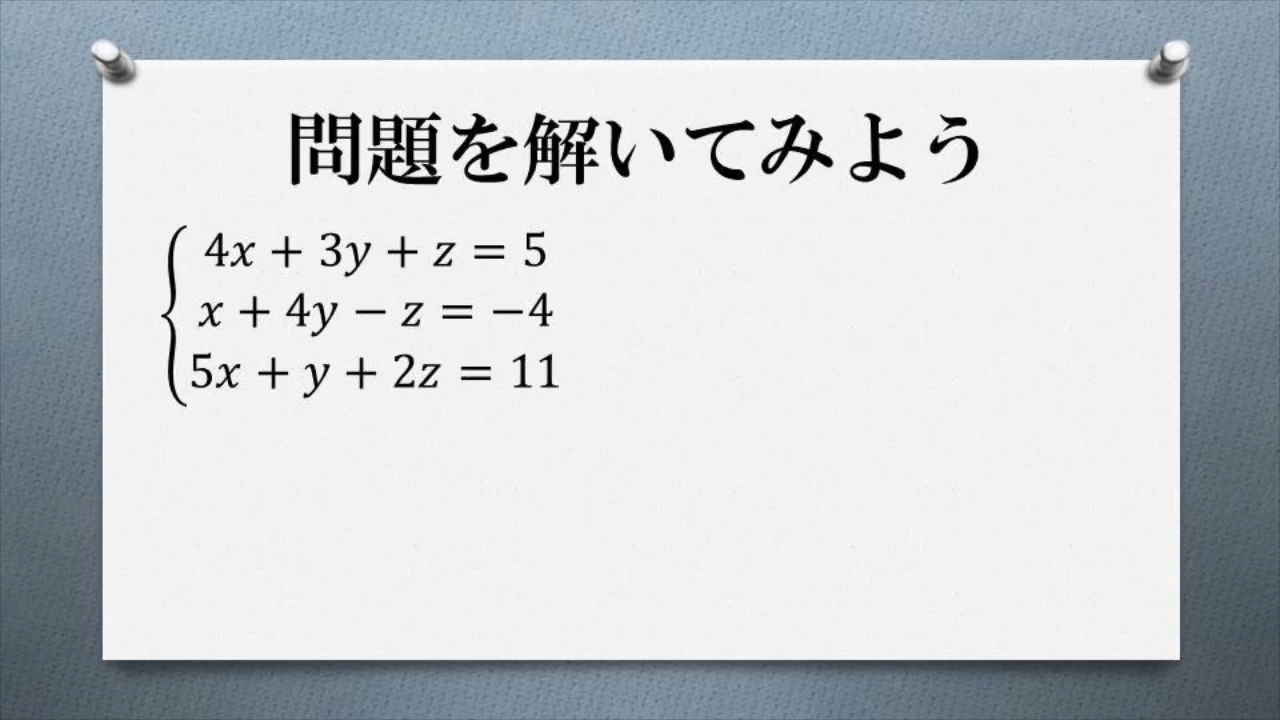 問題を解いてみよう
4x + 3y + z = 5
x + 4y − z = −4
5x + y + 2z = 11